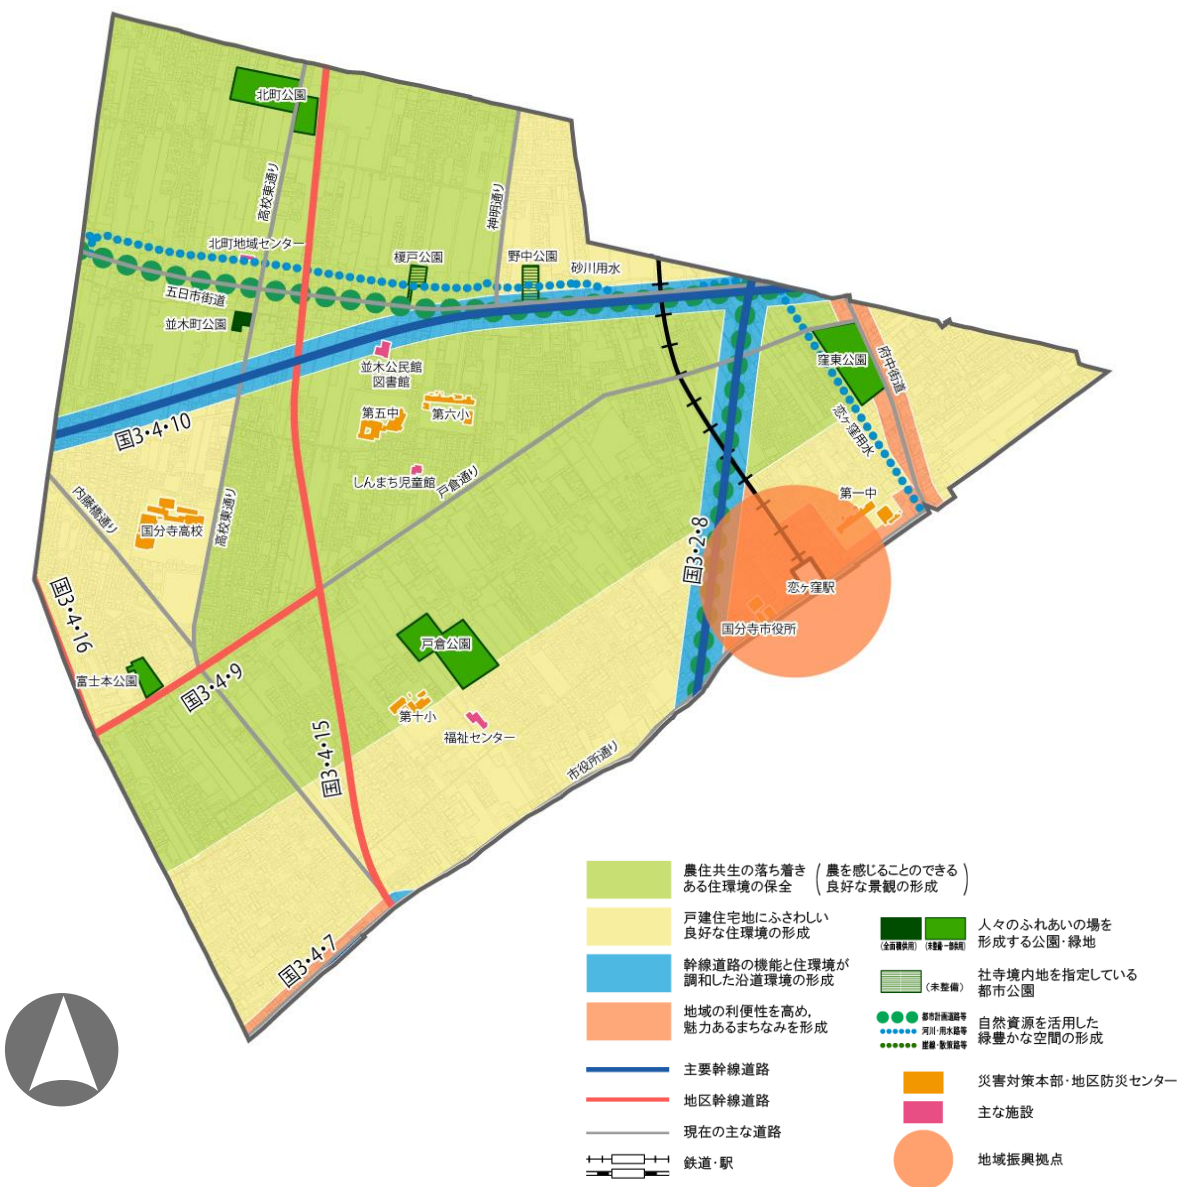 北町公園
高校東通り
神明通り
北町地域センター
榎戸公園
野中公園
砂川用水
五日市街道
並木町公園
並木公民館
図書館
窪東公園
府中街道
恋ヶ窪用水
国3・4・10
第五中
第六小
しんまち児童館
戸倉通り
内藤橋通り
国分寺高校
高校東通り
第一中
国3・2・8
恋ヶ窪駅
国分寺市役所
国3・4・16
富士本公園
国3・4・9
戸倉公園
第十小
福祉センター
国3・4・15
市役所通り
国3・4・7
農住共生の落ち着き
ある住環境の保全
(農を感じることのできる
良好な景観の形成)
戸建住宅地にふさわしい
良好な住環境の形成
幹線道路の機能と住環境が
調和した沿道環境の形成
地域の利便性を高め,
魅力あるまちなみを形成
主要幹線道路
地区幹線道路
現在の主な道路
鉄道・駅
(全面積供用)
(未整備・一部供用)
人々のふれあいの場を
形成する公園・緑地
(未整備)
社寺境内地を指定している
都市公園
都市計画道路等
河川・用水路等
崖線・散策路等
自然資源を活用した
緑豊かな空間の形成
災害対策本部・地区防災センター
主な施設
地域振興拠点